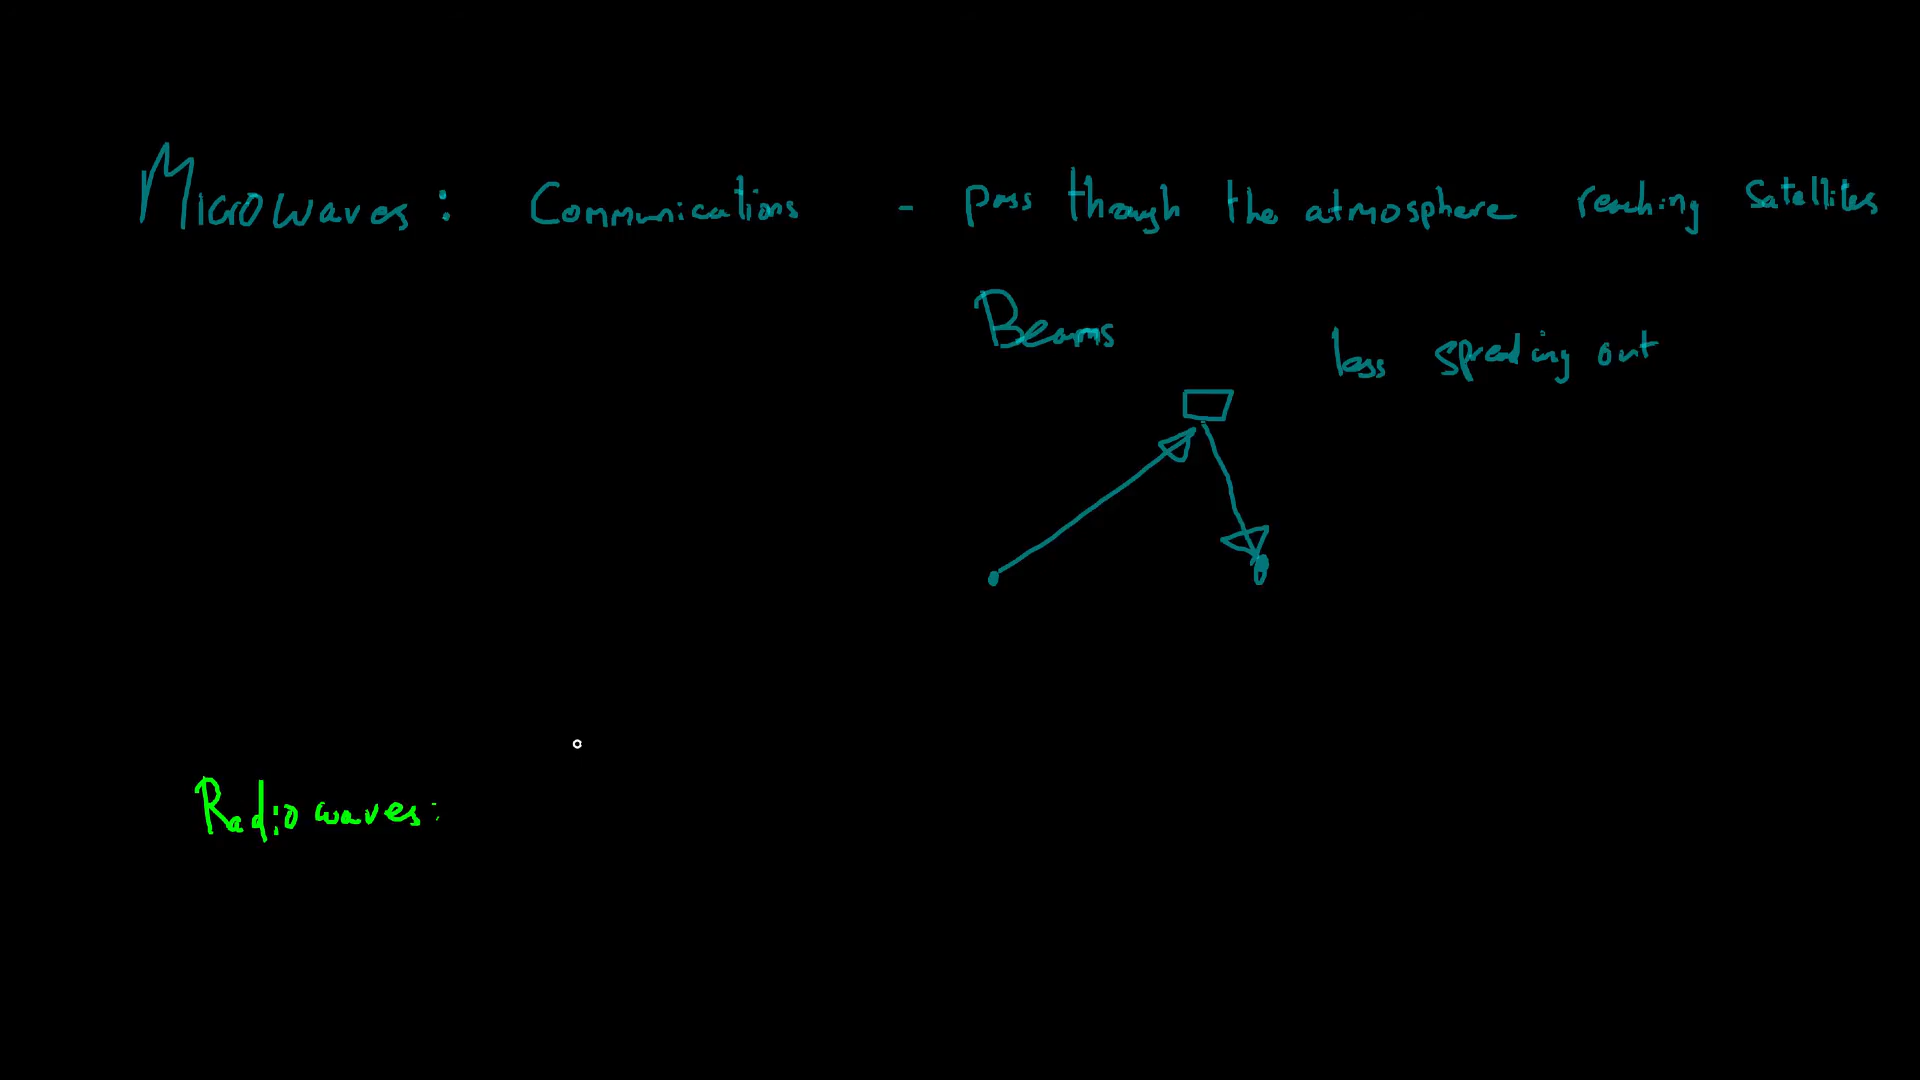 Microwaves: Communications - pass through the atmosphere reaching Satellites
Beams
less spreading out
Radio waves: